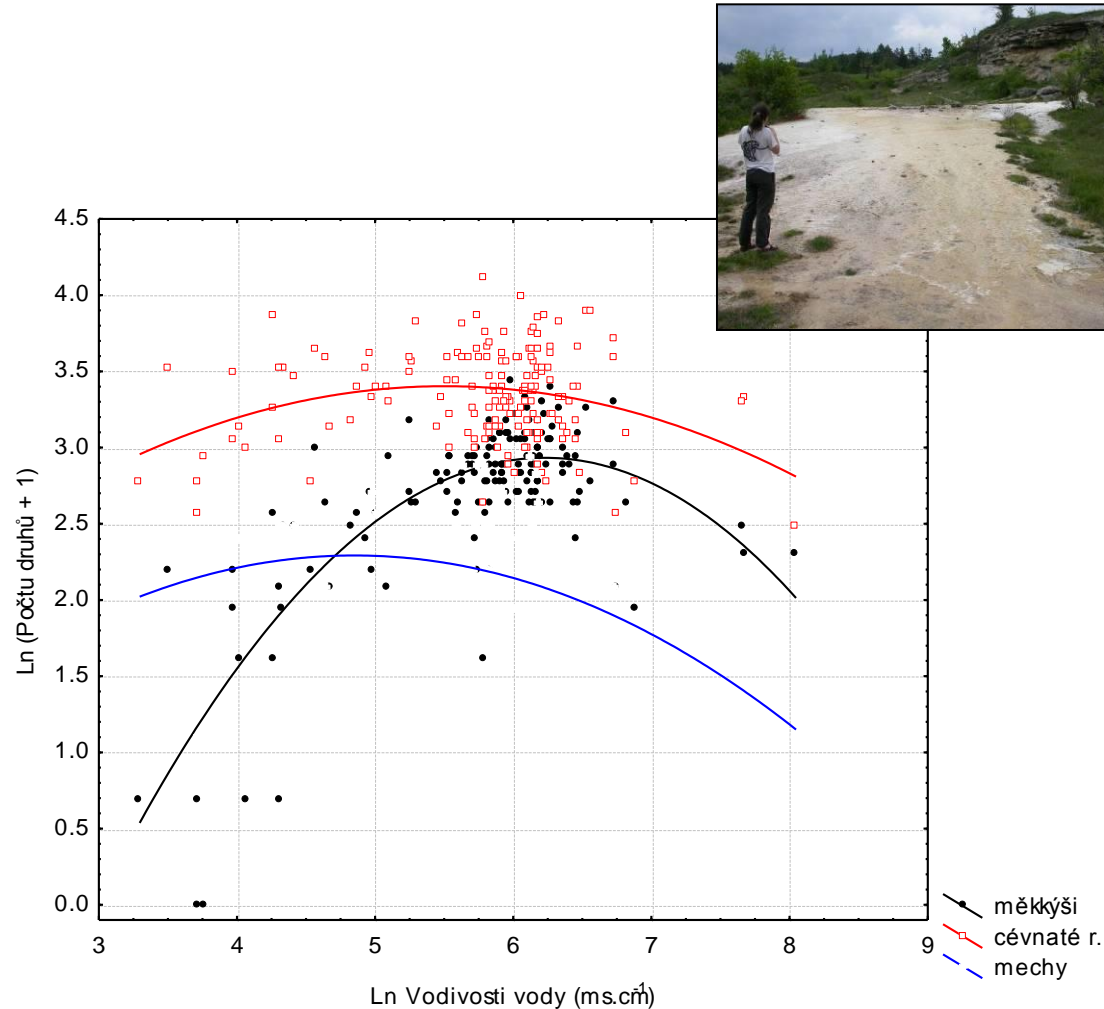 4.5
4.0
3.5
3.0
2.5
2.0
1.5
1.0
0.5
0.0
Ln (Počtu druhů + 1)
3 4 5 6 7 8 9
Ln Vodivosti vody (ms.cm-1)
měkkýši
cévnaté r.
mechy